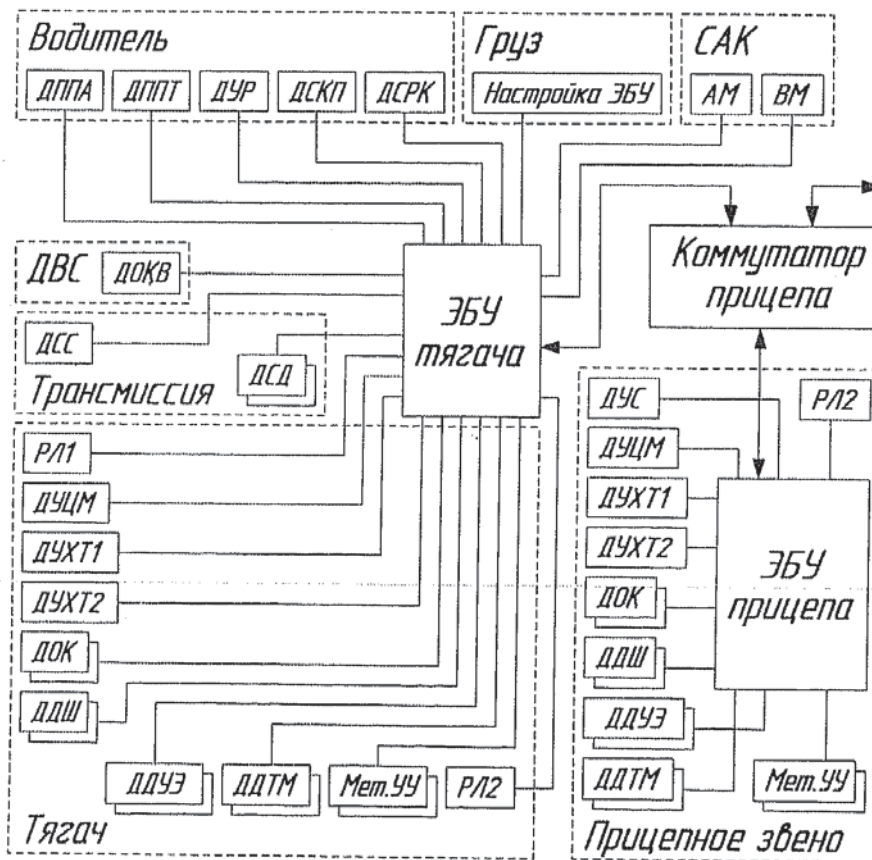 Водитель
ДППА ДППТ ДУР ДСКП ДСРК
Груз
Настройка ЭБУ
САК
АМ ВМ
ДВС ДОКВ
ЭБУ
тягача
Коммутатор
прицепа
ДСС
ДСД
Трансмиссия
РЛ1
ДУЦМ
ДУХТ1
ДУХТ2
ДОК
ДДШ
ДДУЭ ДДТМ Мет.УУ РЛ2
Тягач
ДУС
РЛ2
ДУЦМ
ДУХТ1
ДУХТ2
ДОК
ДДШ
ДДУЭ
ДДТМ
ЭБУ
прицепа
Мет.УУ
Прицепное звено